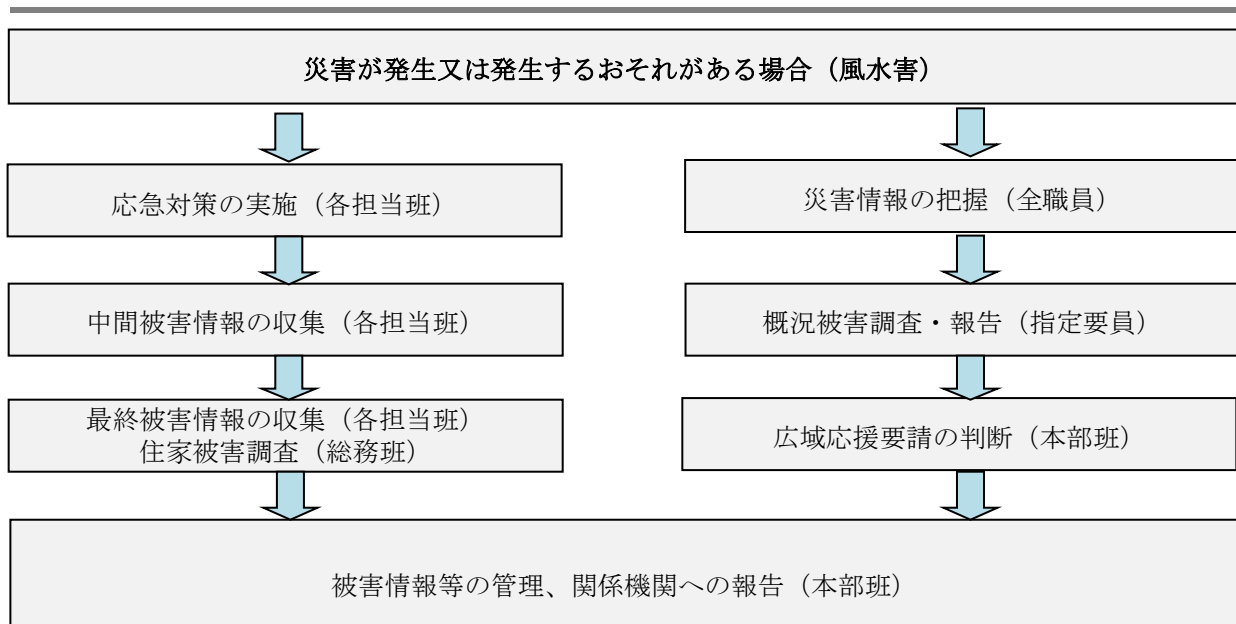 災害が発生又は発生するおそれがある場合（風水害）
応急対策の実施（各担当班）
災害情報の把握（全職員）
中間被害情報の収集（各担当班）
概況被害調査・報告（指定要員）
最終被害情報の収集（各担当班）
住家被害調査（総務班）
広域応援要請の判断（本部班）
被害情報等の管理、関係機関への報告（本部班）